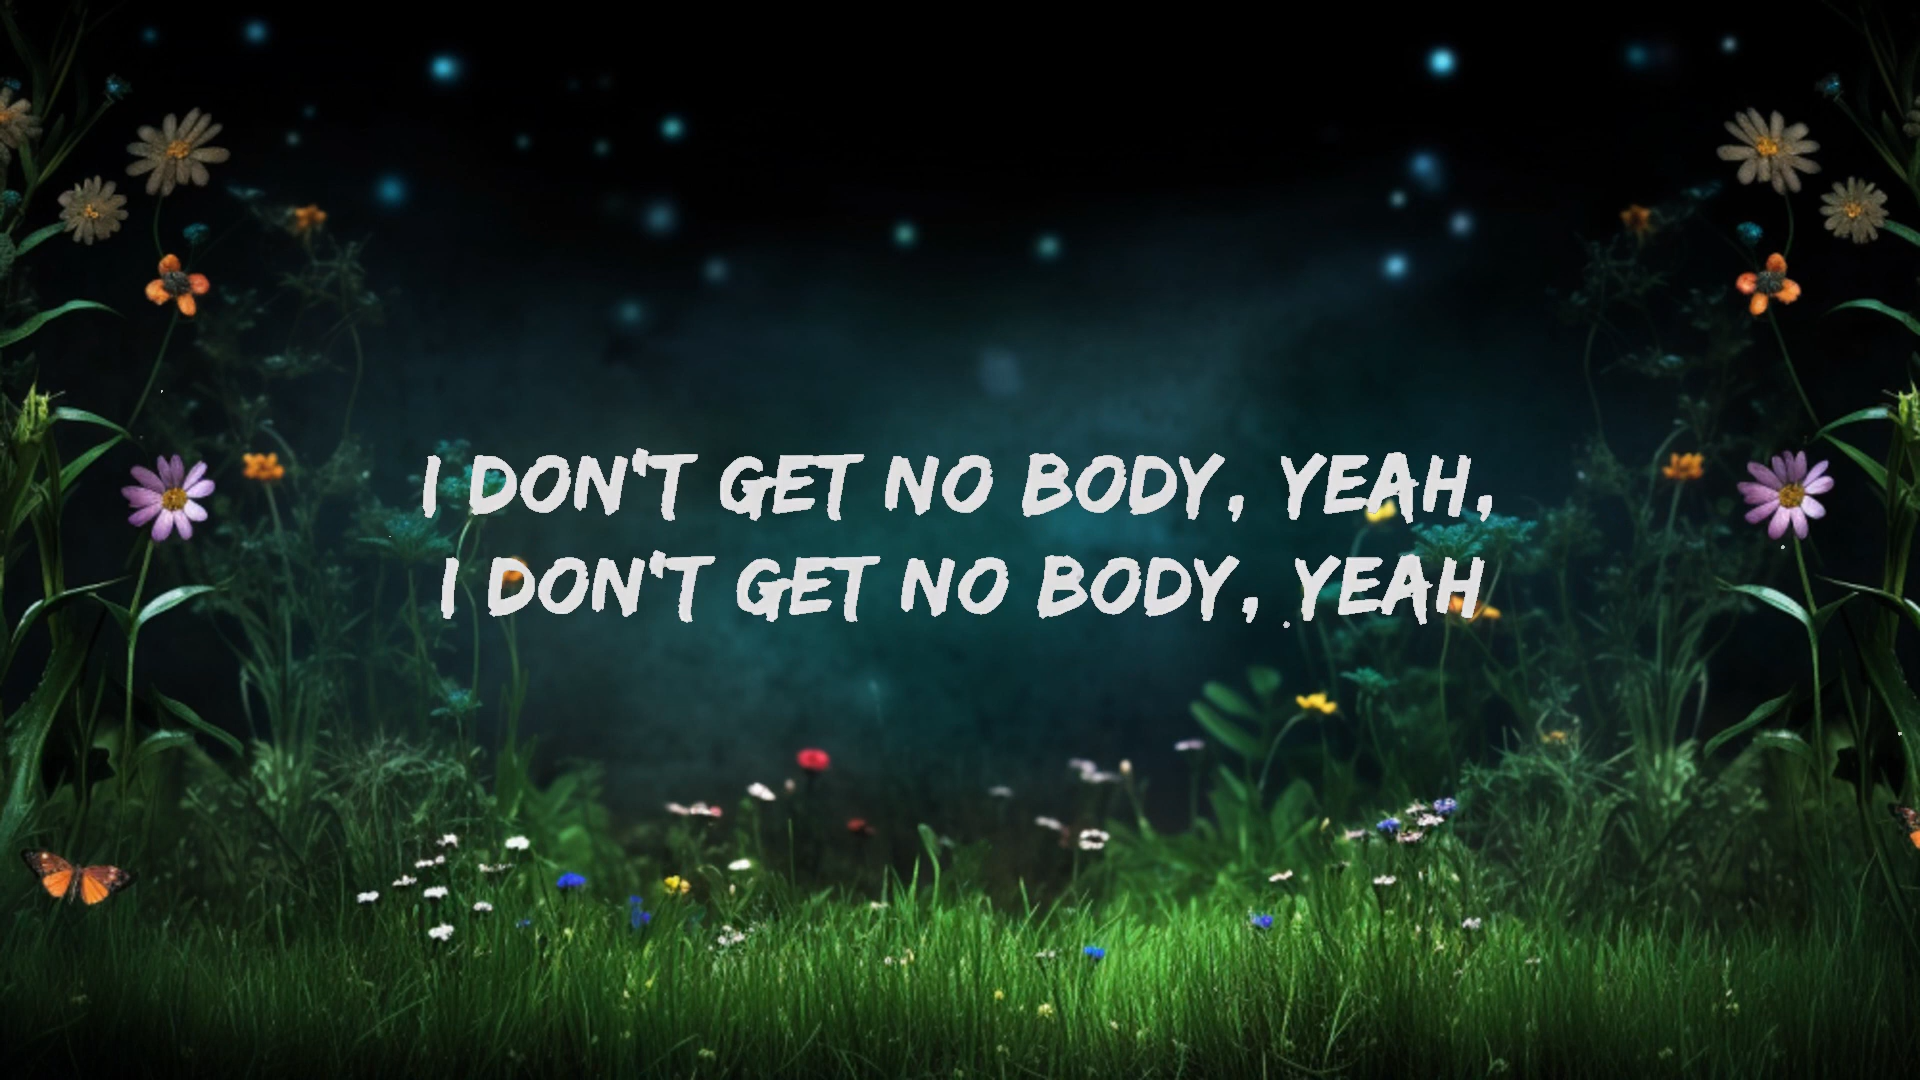 I DON'T GET NO BODY, YEAH,
I DON'T GET NO BODY, YEAH